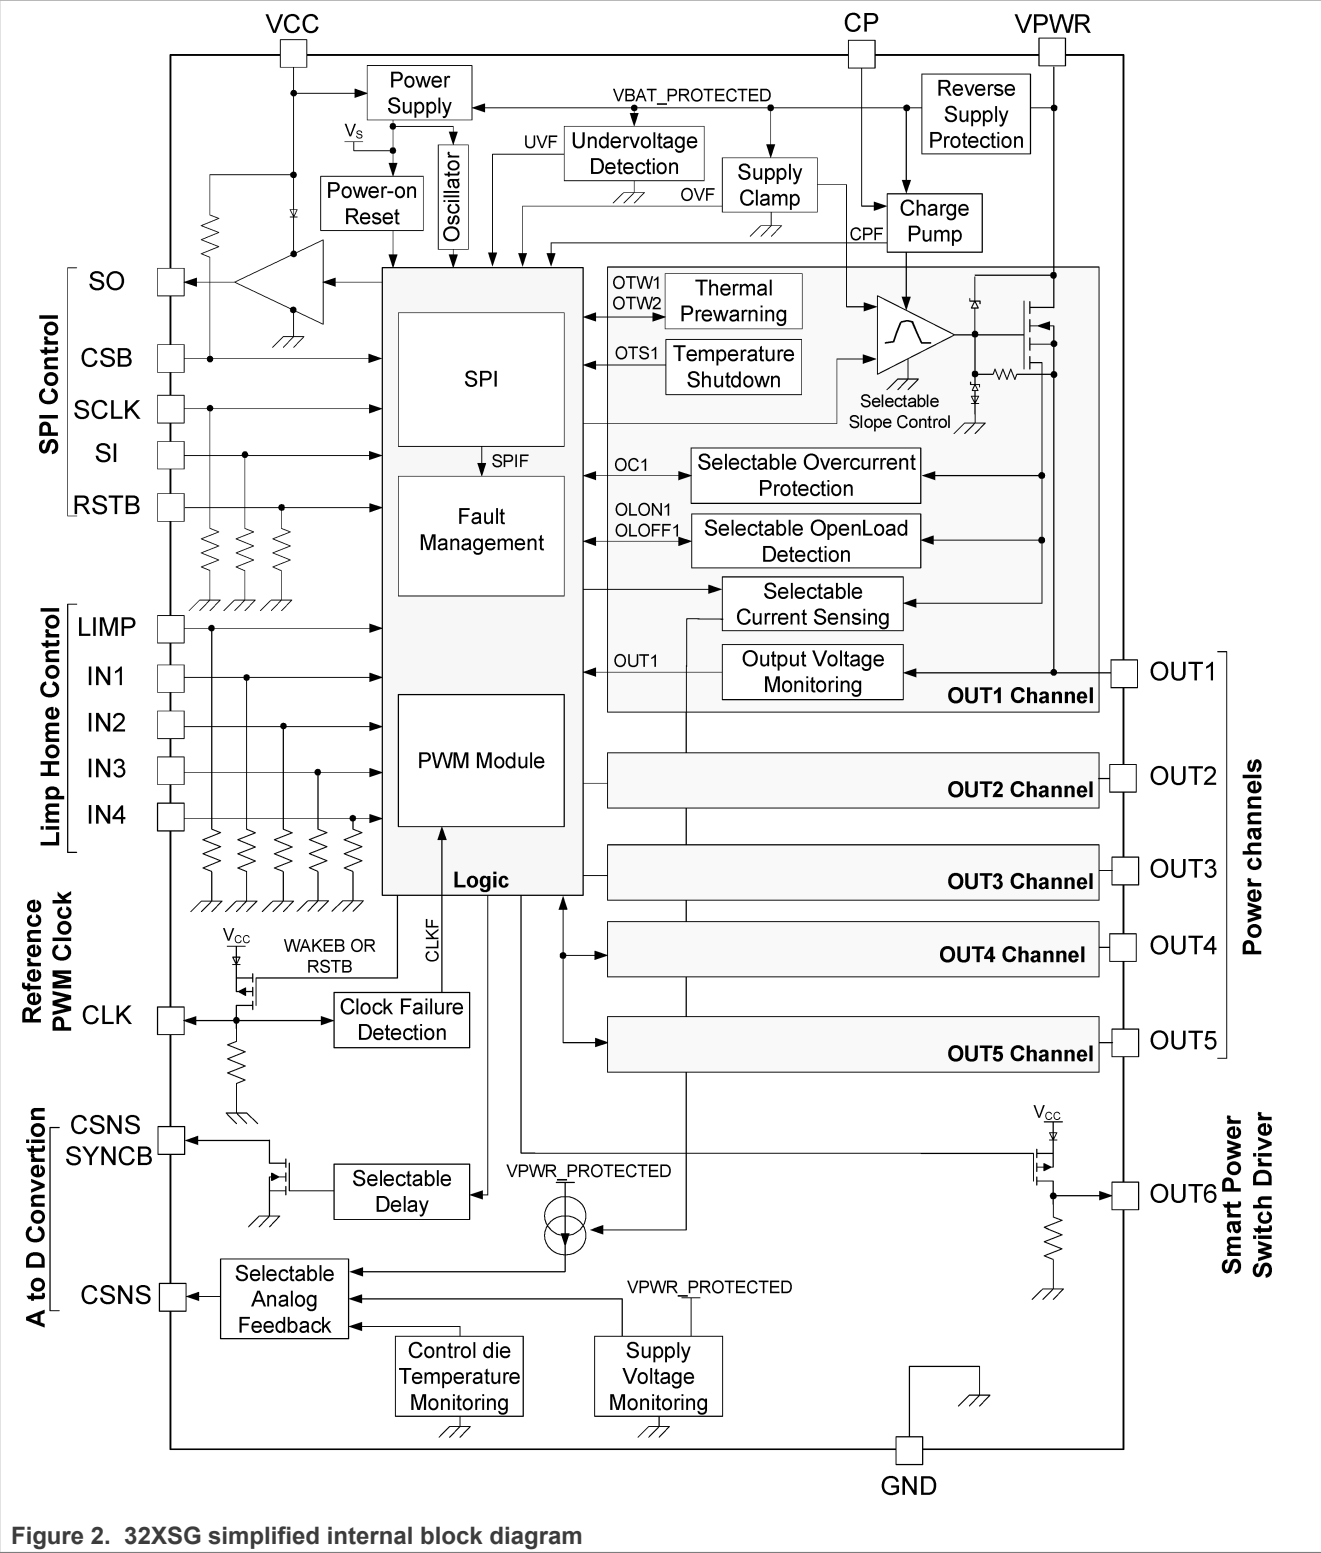 VCC
CP
VPWR
Power
Supply
VBAT_PROTECTED
Reverse
Supply
Protection
VS
UVF
Undervoltage
Detection
Oscillator
Power-on
Reset
OVF
Supply
Clamp
CPF
Charge
Pump
SPI Control
SO
CSB
SCLK
SI
RSTB
SPI
SPIF
Fault
Management
PWM Module
Logic
OTW1
OTW2
Thermal
Prewarning
OTS1
Temperature
Shutdown
Selectable
Slope Control
OC1
Selectable Overcurrent
Protection
OLON1
OLOFF1
Selectable OpenLoad
Detection
Selectable
Current Sensing
OUT1
Output Voltage
Monitoring
OUT1 Channel
OUT2 Channel
OUT3 Channel
OUT4 Channel
OUT5 Channel
OUT1
OUT2
OUT3
OUT4
OUT5
Power channels
Limp Home Control
LIMP
IN1
IN2
IN3
IN4
Reference
PWM Clock
CLK
VCC
WAKEB OR
RSTB
CLKF
Clock Failure
Detection
A to D Convertion
CSNS
SYNCB
Selectable
Delay
VPWR_PROTECTED
VCC
OUT6
Smart Power
Switch Driver
CSNS
Selectable
Analog
Feedback
VPWR_PROTECTED
Control die
Temperature
Monitoring
Supply
Voltage
Monitoring
GND
Figure 2. 32XSG simplified internal block diagram